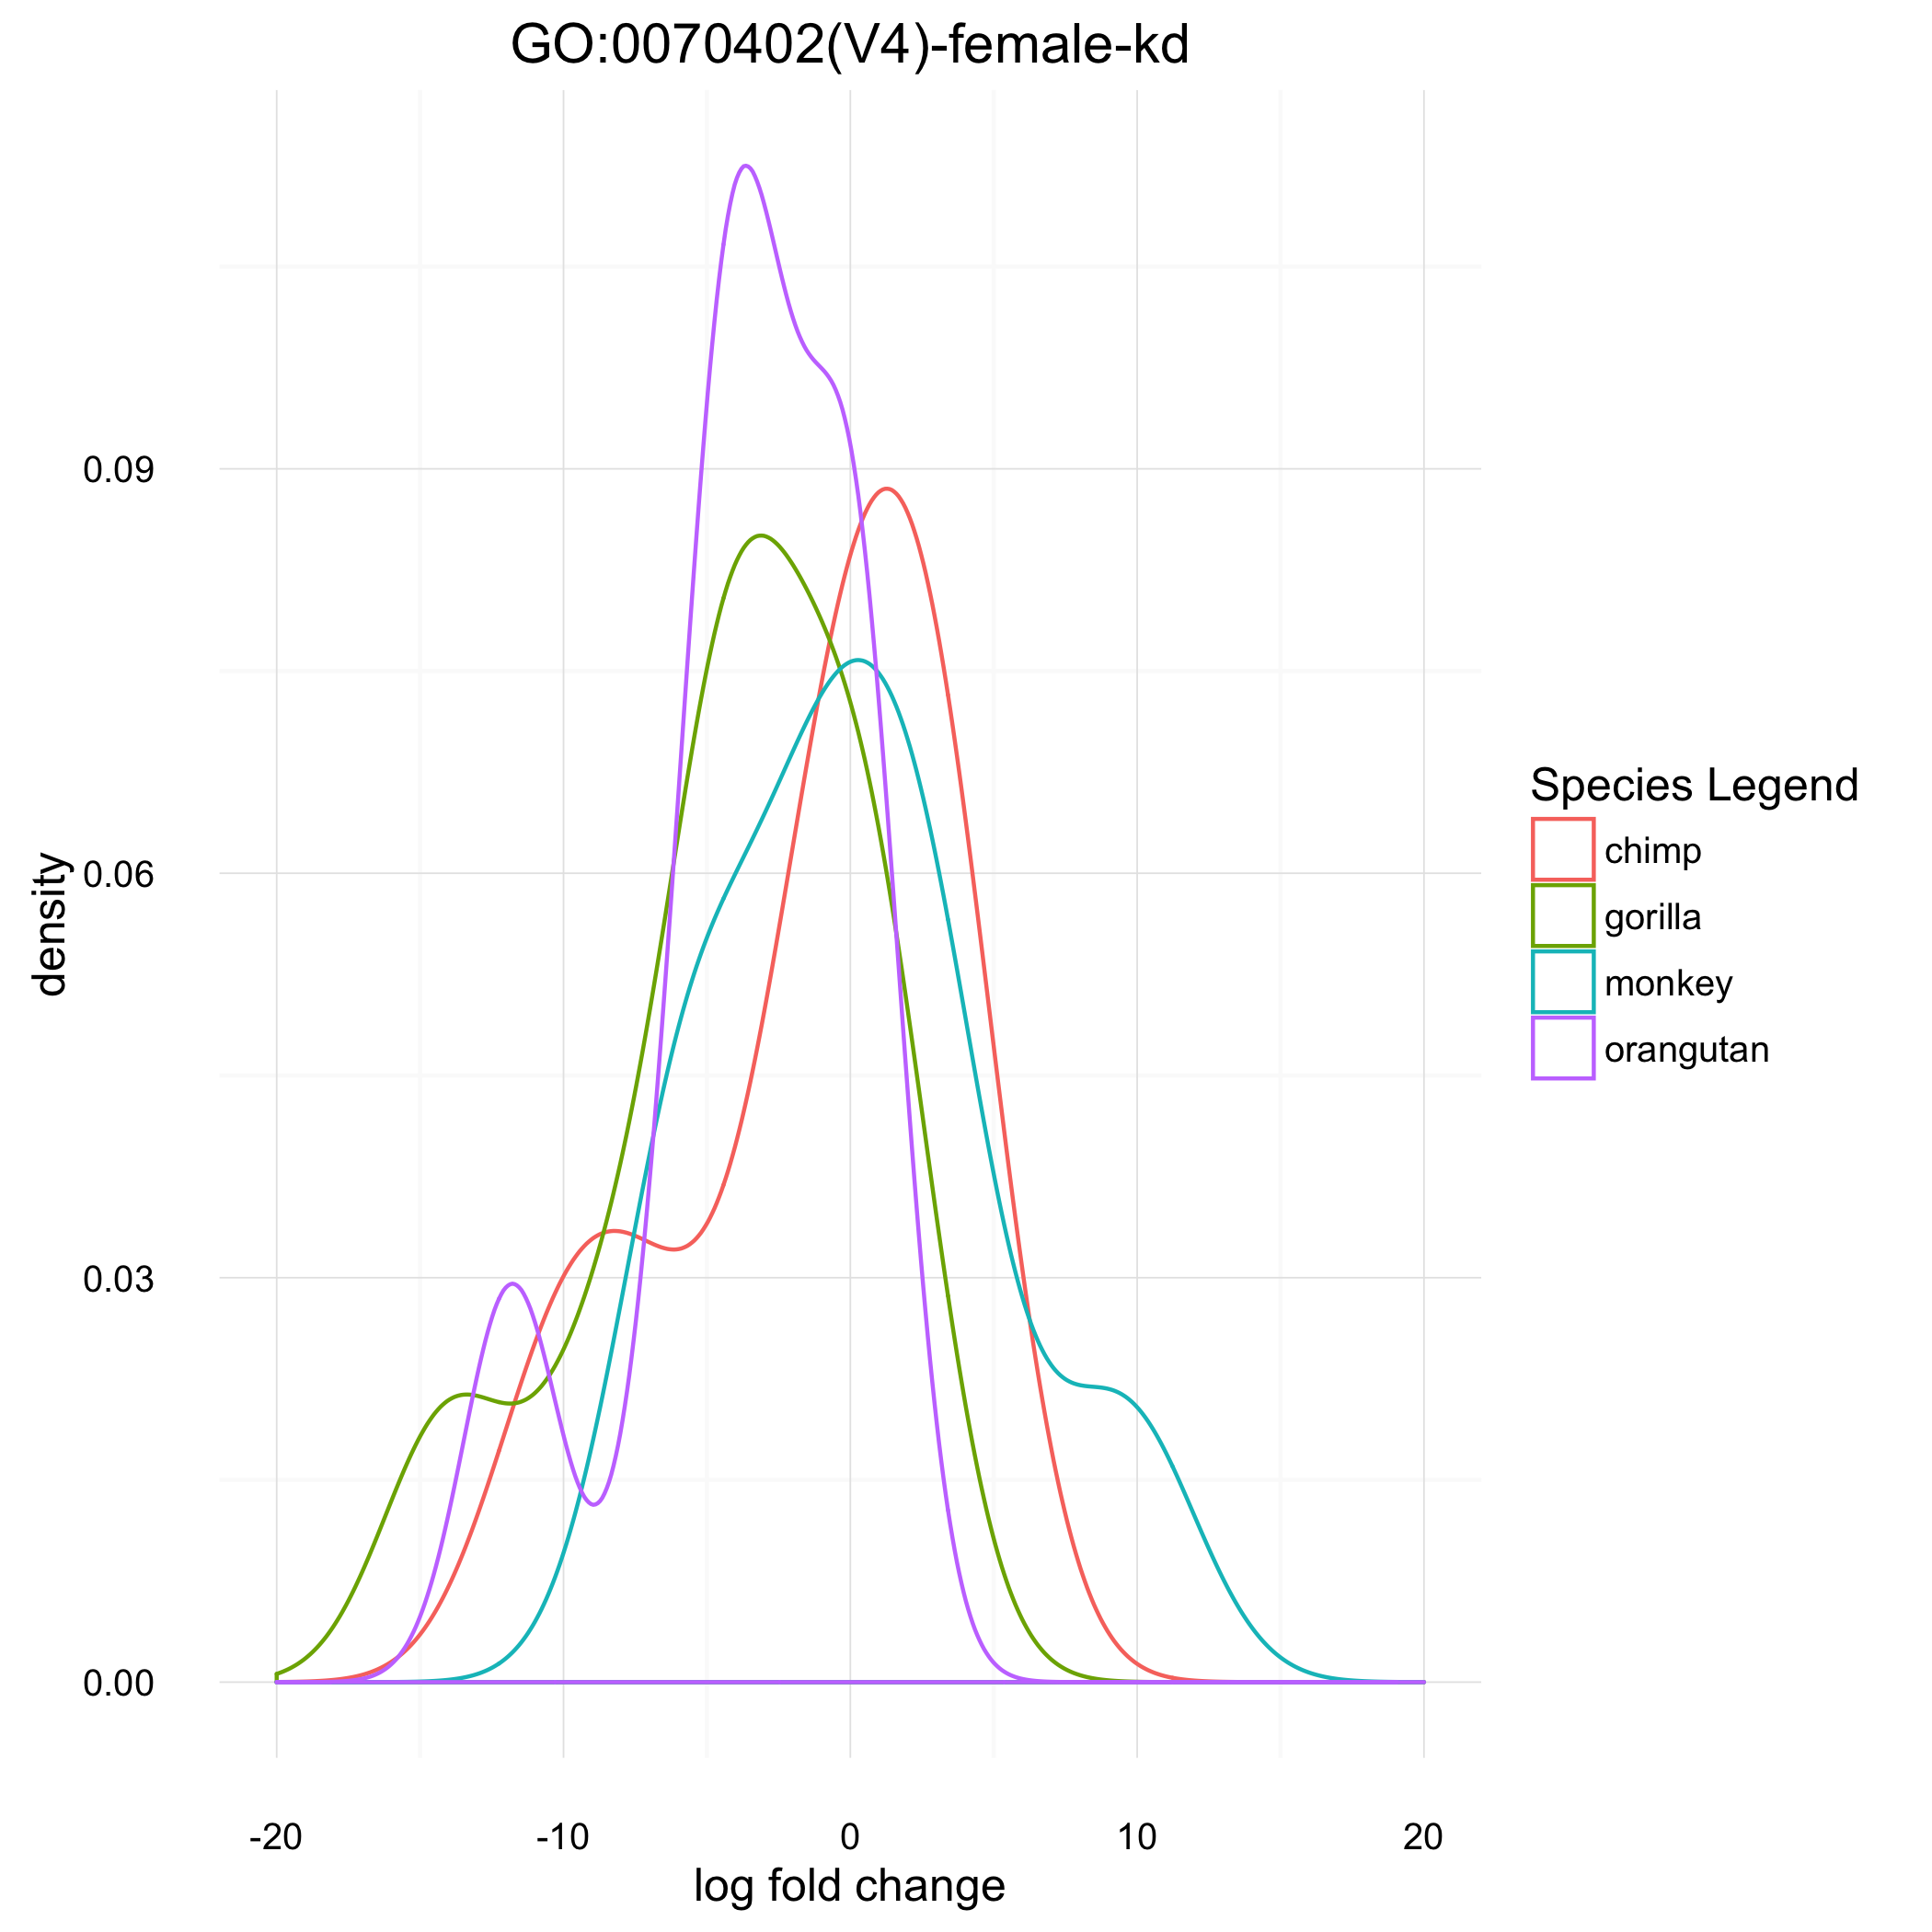 GO:0070402(V4)-female-kd
density
0.09
0.06
0.03
0.00
-20 -10 0 10 20
log fold change
Species Legend
chimp
gorilla
monkey
orangutan